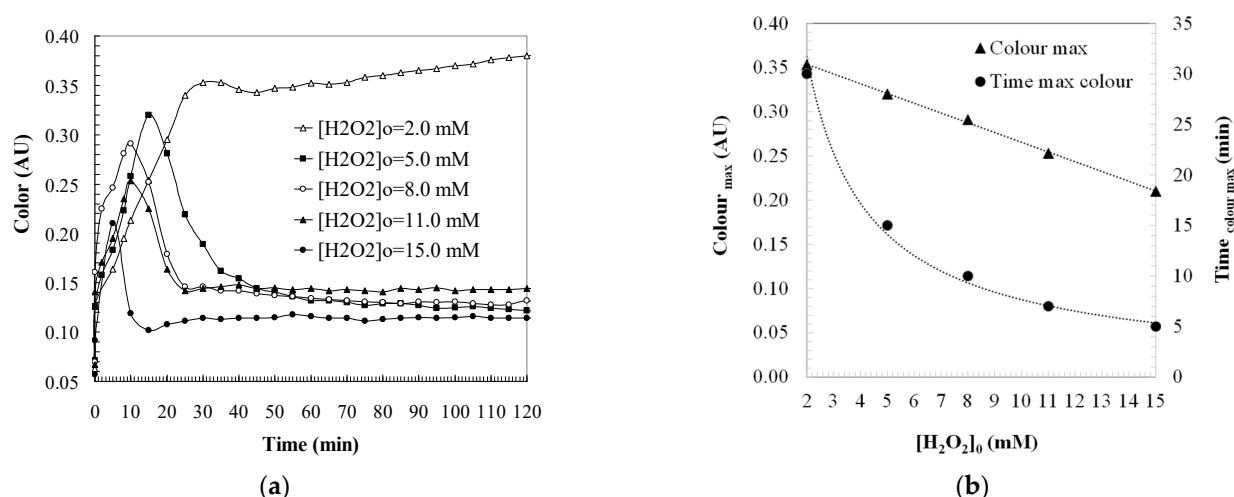 0.40
0.35
0.30
0.25
0.20
0.15
0.10
0.05
Color (AU)
[H2O2]o=2.0 mM
[H2O2]o=5.0 mM
[H2O2]o=8.0 mM
[H2O2]o=11.0 mM
[H2O2]o=15.0 mM
0 10 20 30 40 50 60 70 80 90 100 110 120
Time (min)
(a)
0.40
0.35
0.30
0.25
0.20
0.15
0.10
0.05
0.00
Colour max (AU)
Colour max
Time max colour
35
30
25
20
15
10
5
0
Time colour max (min)
2 3 4 5 6 7 8 9 10 11 12 13 14 15
[H₂O₂]₀ (mM)
(b)